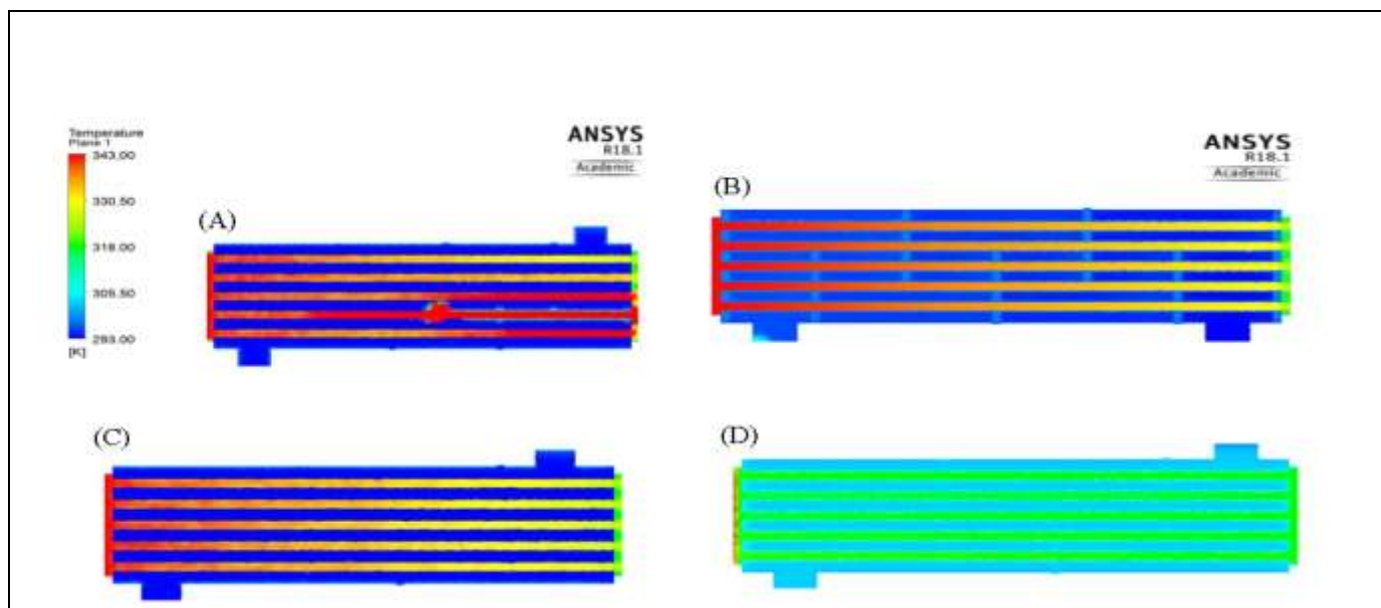 Temperature
Plane 1
343.00
330.50
318.00
305.50
293.00
[K]
ANSYS
R18.1
Academic
(A)
ANSYS
R18.1
Academic
(B)
(C)
(D)